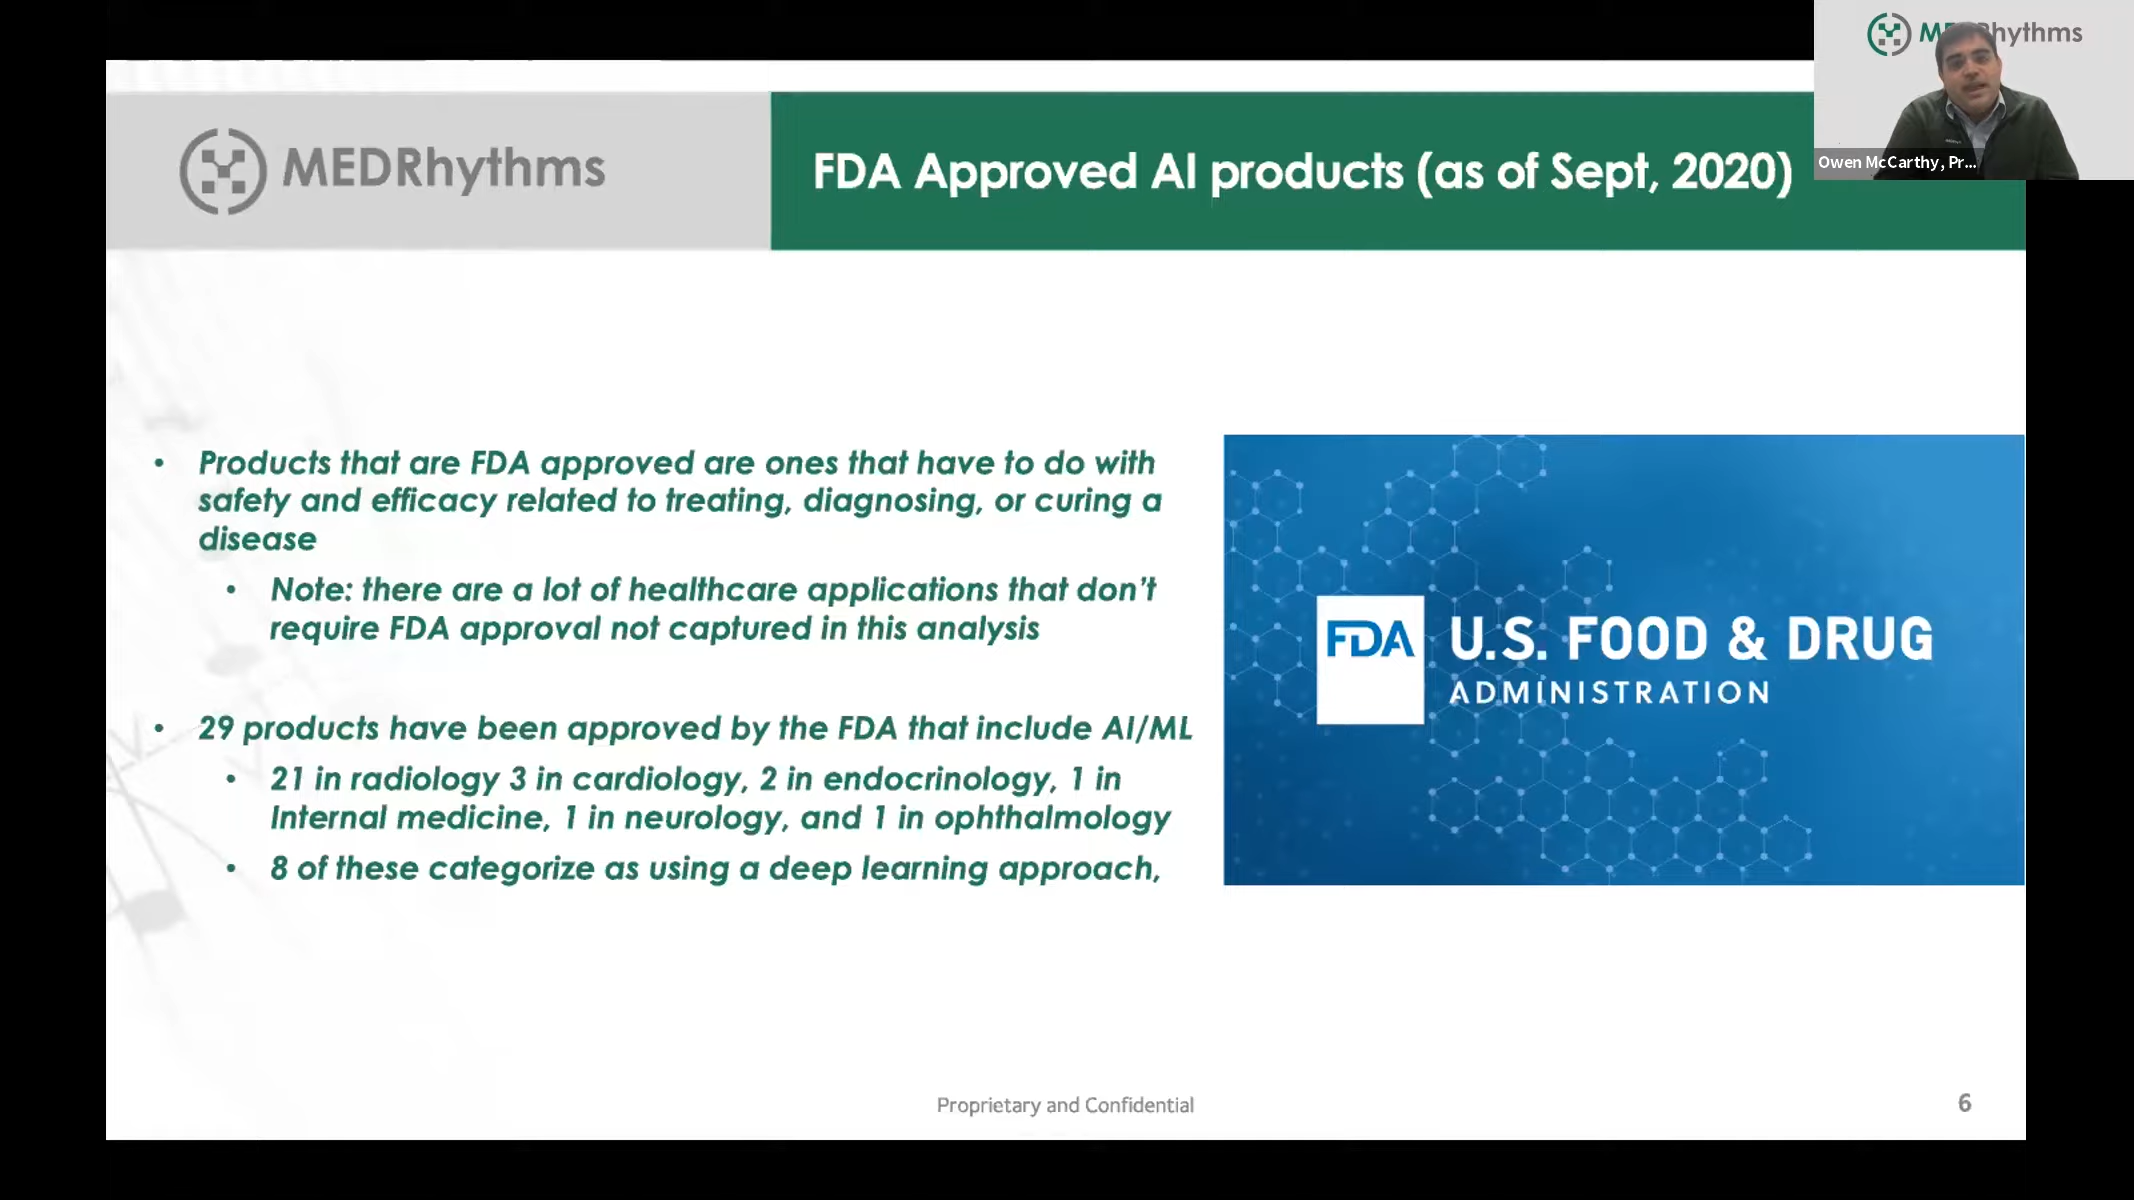 MEDRhythms
FDA Approved AI products (as of Sept, 2020)
Rhythms
Owen McCarthy, Pr...
• Products that are FDA approved are ones that have to do with
safety and efficacy related to treating, diagnosing, or curing a
disease
• Note: there are a lot of healthcare applications that don't
require FDA approval not captured in this analysis
• 29 products have been approved by the FDA that include AI/ML
• 21 in radiology 3 in cardiology, 2 in endocrinology, 1 in
Internal medicine, 1 in neurology, and 1 in ophthalmology
• 8 of these categorize as using a deep learning approach,
FDA U.S. FOOD & DRUG
ADMINISTRATION
Proprietary and Confidential
6